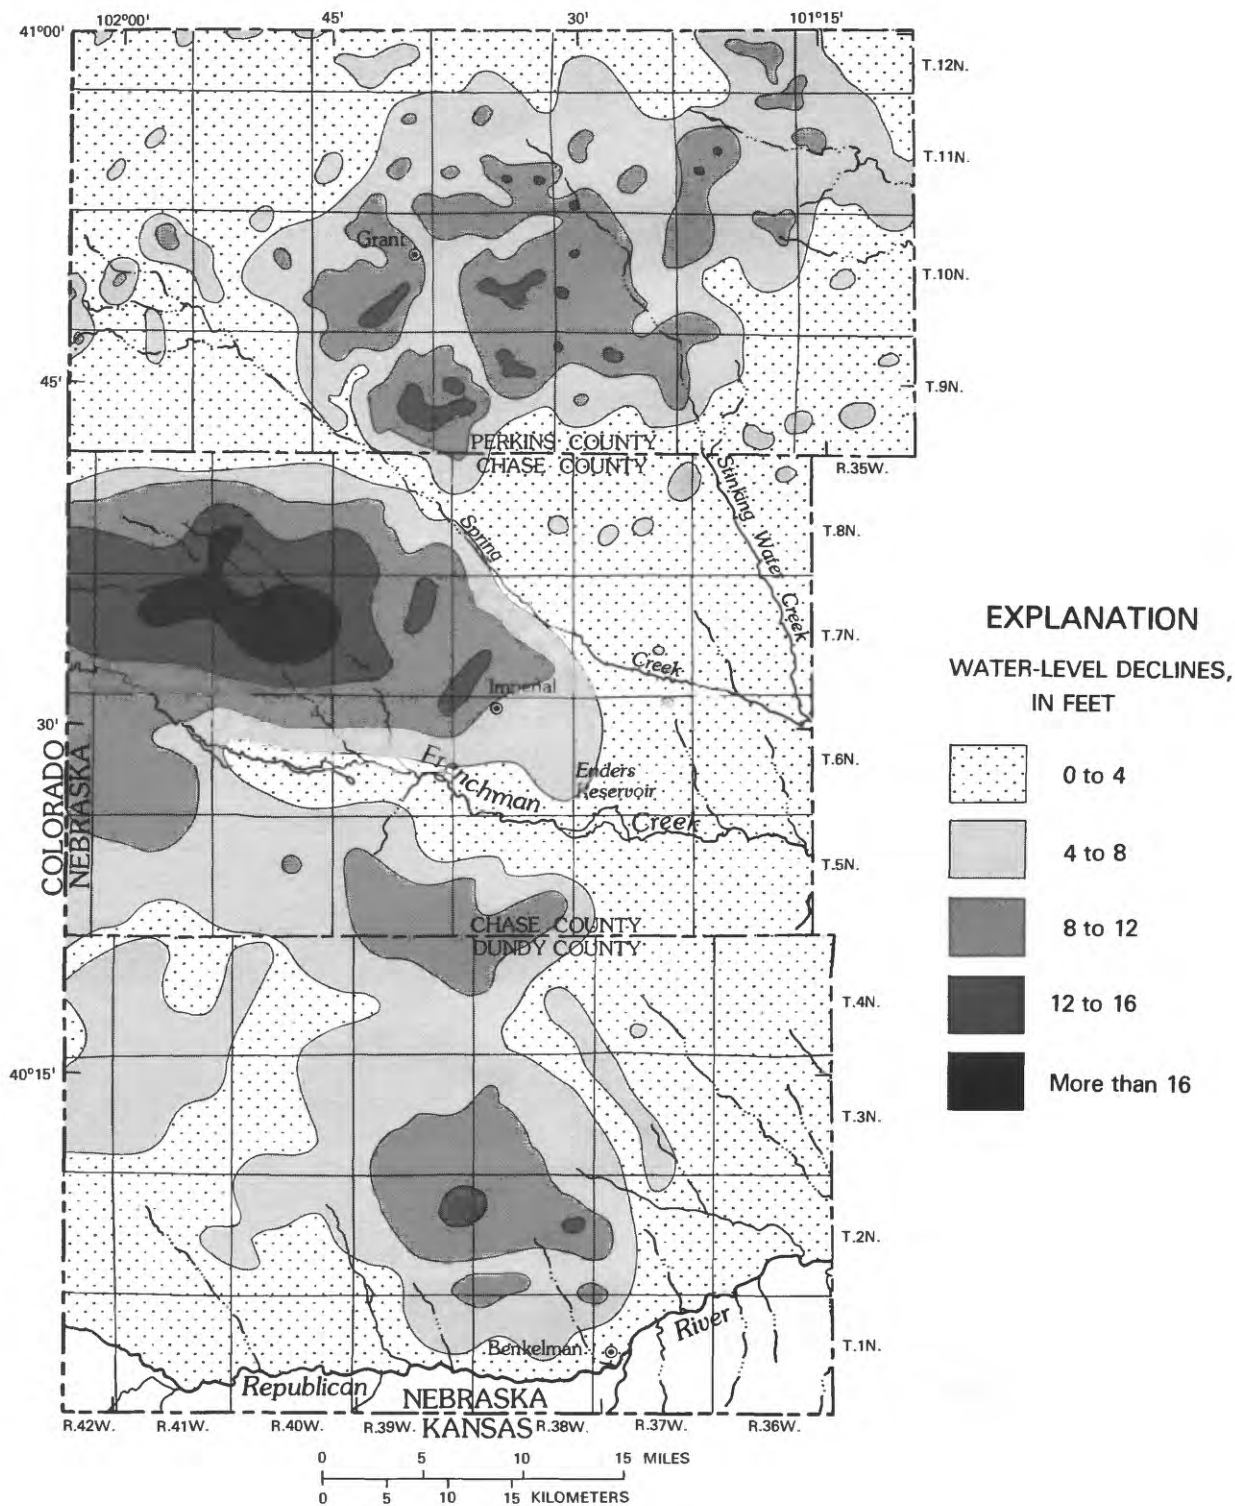 102°00' 45' 30' 101°15'
41°00'
T.12N.
T.11N.
Grant
T.10N.
45'
T.9N.
PERKINS COUNTY
CHASE COUNTY
R.35W.
Stinking Water Creek
Spring
T.8N.
Creek
T.7N.
Imperial
30'
COLORADO
NEBRASKA
Frenchman
Enders
Reservoir
T.6N.
Creek
T.5N.
CHASE COUNTY
DUNDY COUNTY
T.4N.
40°15'
T.3N.
T.2N.
River
Benkelman
T.1N.
Republican
NEBRASKA
KANSAS
R.42W. R.41W. R.40W. R.39W. R.38W. R.37W. R.36W.
0 5 10 15 MILES
0 5 10 15 KILOMETERS
EXPLANATION
WATER-LEVEL DECLINES,
IN FEET
0 to 4
4 to 8
8 to 12
12 to 16
More than 16